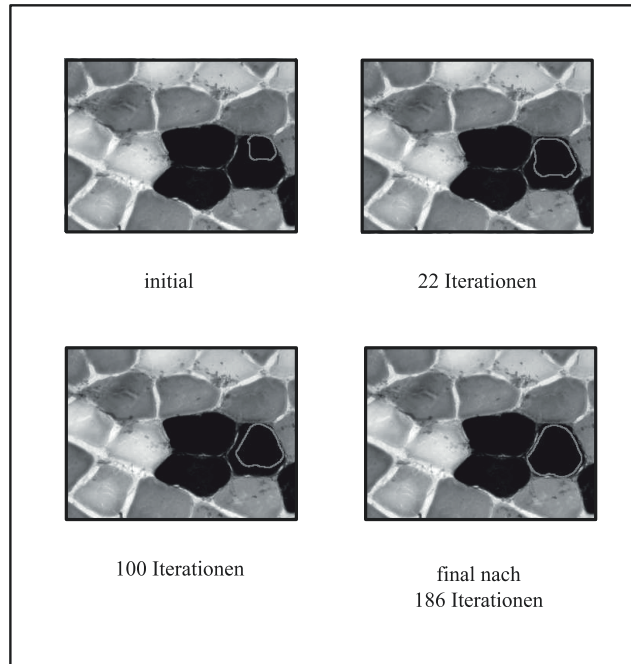 initial
22 Iterationen
100 Iterationen
final nach
186 Iterationen